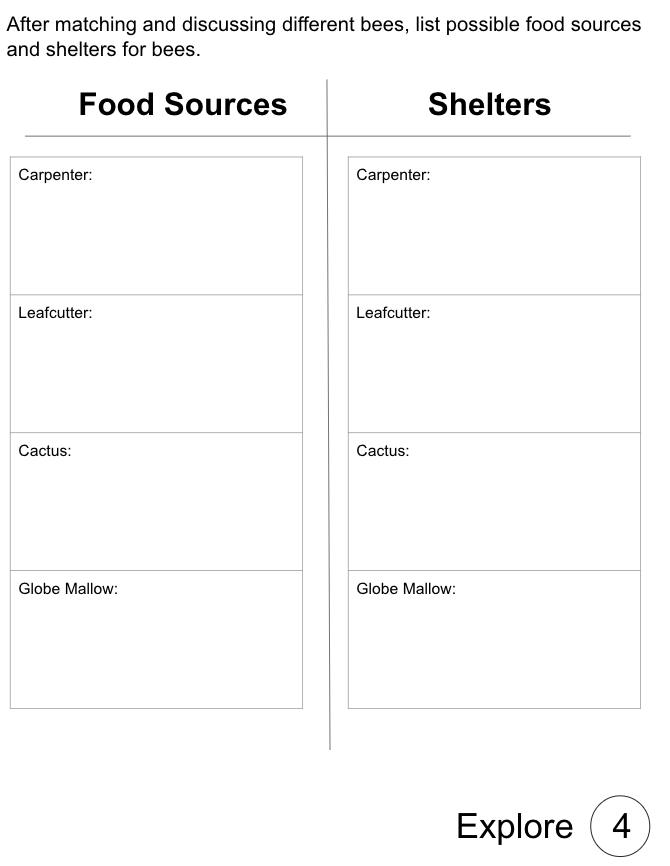 After matching and discussing different bees, list possible food sources
and shelters for bees.
Food Sources
Shelters
Carpenter:
Leafcutter:
Cactus:
Globe Mallow:
Carpenter:
Leafcutter:
Cactus:
Globe Mallow:
Explore 4